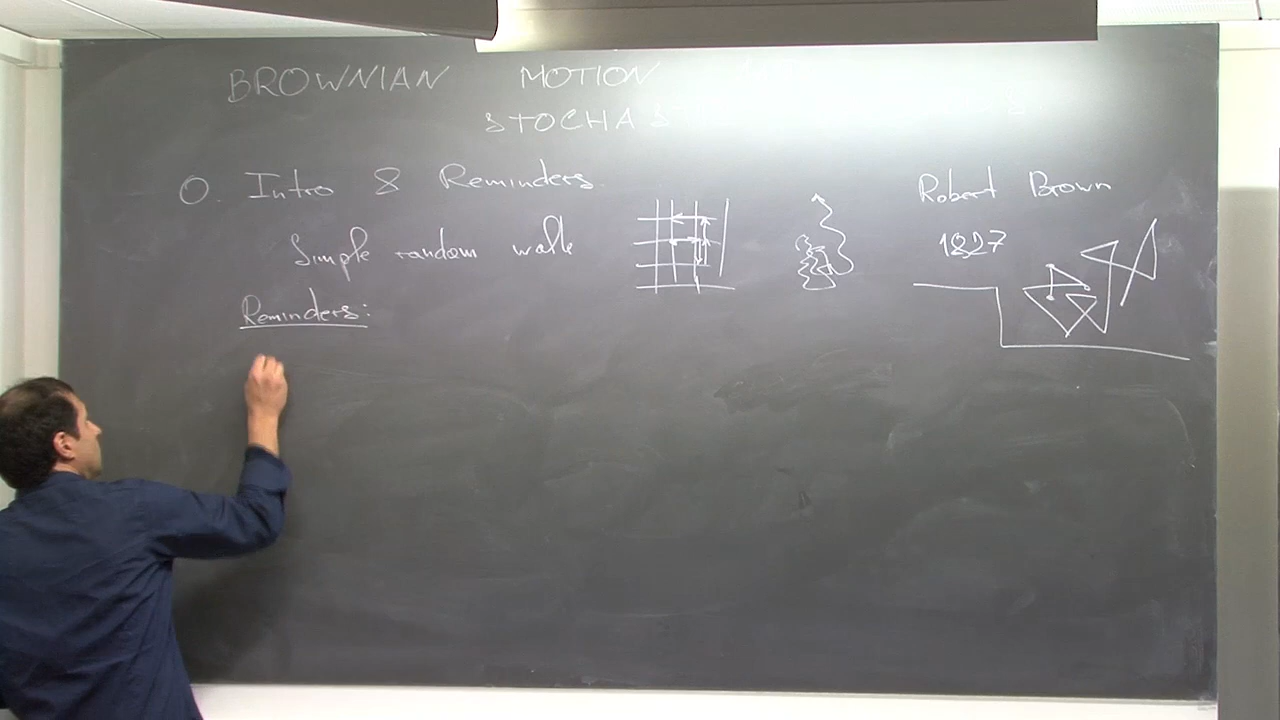 BROWNIAN MOTION
0. Intro & Reminders
Simple random walk
Reminders:
Robert Brown
1827